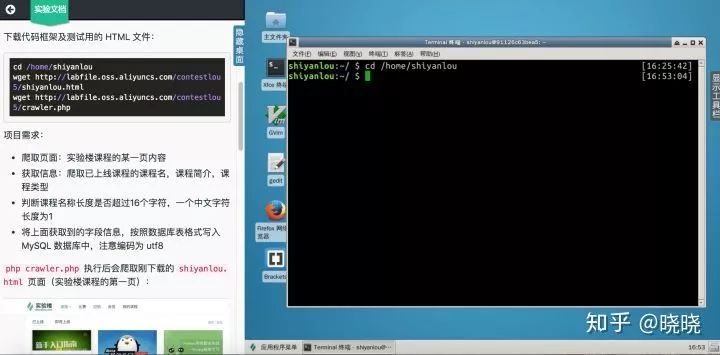 实验文档
下载代码框架及测试用的 HTML 文件：
cd /home/shiyanlou
wget http://labfile.oss.aliyuncs.com/contestlou
5/shiyanlou.html
wget http://labfile.oss.aliyuncs.com/contestlou
5/crawler.php
项目需求：
爬取页面：实验楼课程的某一页内容
获取信息：爬取已上线课程的课程名，课程简介，课
程类型
判断课程名称长度是否超过16个字符，一个中文字符
长度为1
将上面获取到的字段信息，按照数据库表格式写入
MySQL 数据库中，注意编码为 utf8
php crawler.php 执行后会爬取刚下载的 shiyanlou.
html 页面（实验楼课程的第一页）：
实验楼
新手入门指南
隐藏桌面
主文件夹
Xfce 终端
GVim
gedit
Firefox 网络
览器
Brackets
Terminal 终端 - shiyanlou@91126c63bea5: ~
文件(F) 编辑(E) 视图(V) 终端(T) 标签(A) 帮助(H)
shiyanlou:~/ $ cd /home/shiyanlou [16:25:42]
shiyanlou:~/ $ [16:53:04]
显示工具栏
知乎 @晓晓
应用程序菜单
Terminal 终端 - shiyanlou@...
16:53